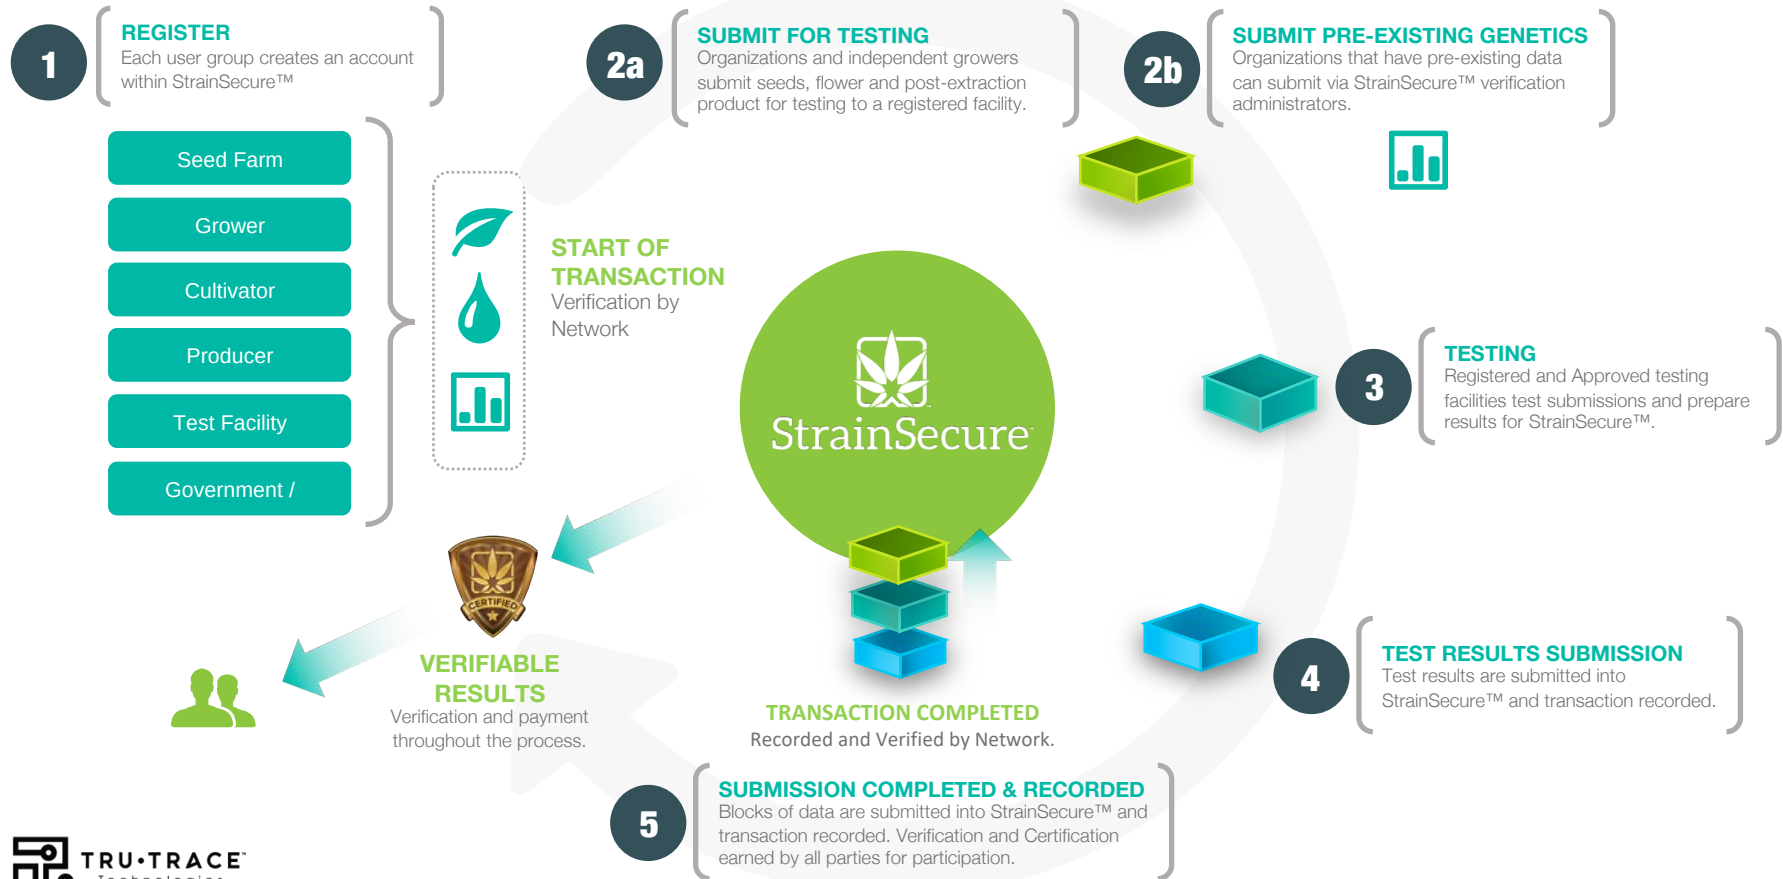 1
REGISTER
Each user group creates an account
within StrainSecure™
2a
SUBMIT FOR TESTING
Organizations and independent growers
submit seeds, flower and post-extraction
product for testing to a registered facility.
2b
SUBMIT PRE-EXISTING GENETICS
Organizations that have pre-existing data
can submit via StrainSecure™ verification
administrators.
Seed Farm
Grower
Cultivator
Producer
Test Facility
Government /
START OF
TRANSACTION
Verification by
Network
StrainSecure™
3
TESTING
Registered and Approved testing
facilities test submissions and prepare
results for StrainSecure™.
CERTIFIED
VERIFIABLE
RESULTS
Verification and payment
throughout the process.
TRANSACTION COMPLETED
Recorded and Verified by Network.
4
TEST RESULTS SUBMISSION
Test results are submitted into
StrainSecure™ and transaction recorded.
5
SUBMISSION COMPLETED & RECORDED
Blocks of data are submitted into StrainSecure™ and
transaction recorded. Verification and Certification
earned by all parties for participation.
TRU•TRACE™
Technologies